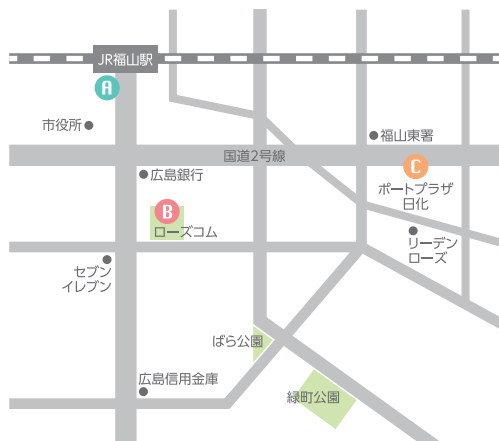 JR福山駅
A
市役所
福山東署
国道2号線
C
広島銀行
ポートプラザ
日化
B
ローズコム
リーデン
ローズ
セブン
イレブン
ばら公園
広島信用金庫
緑町公園